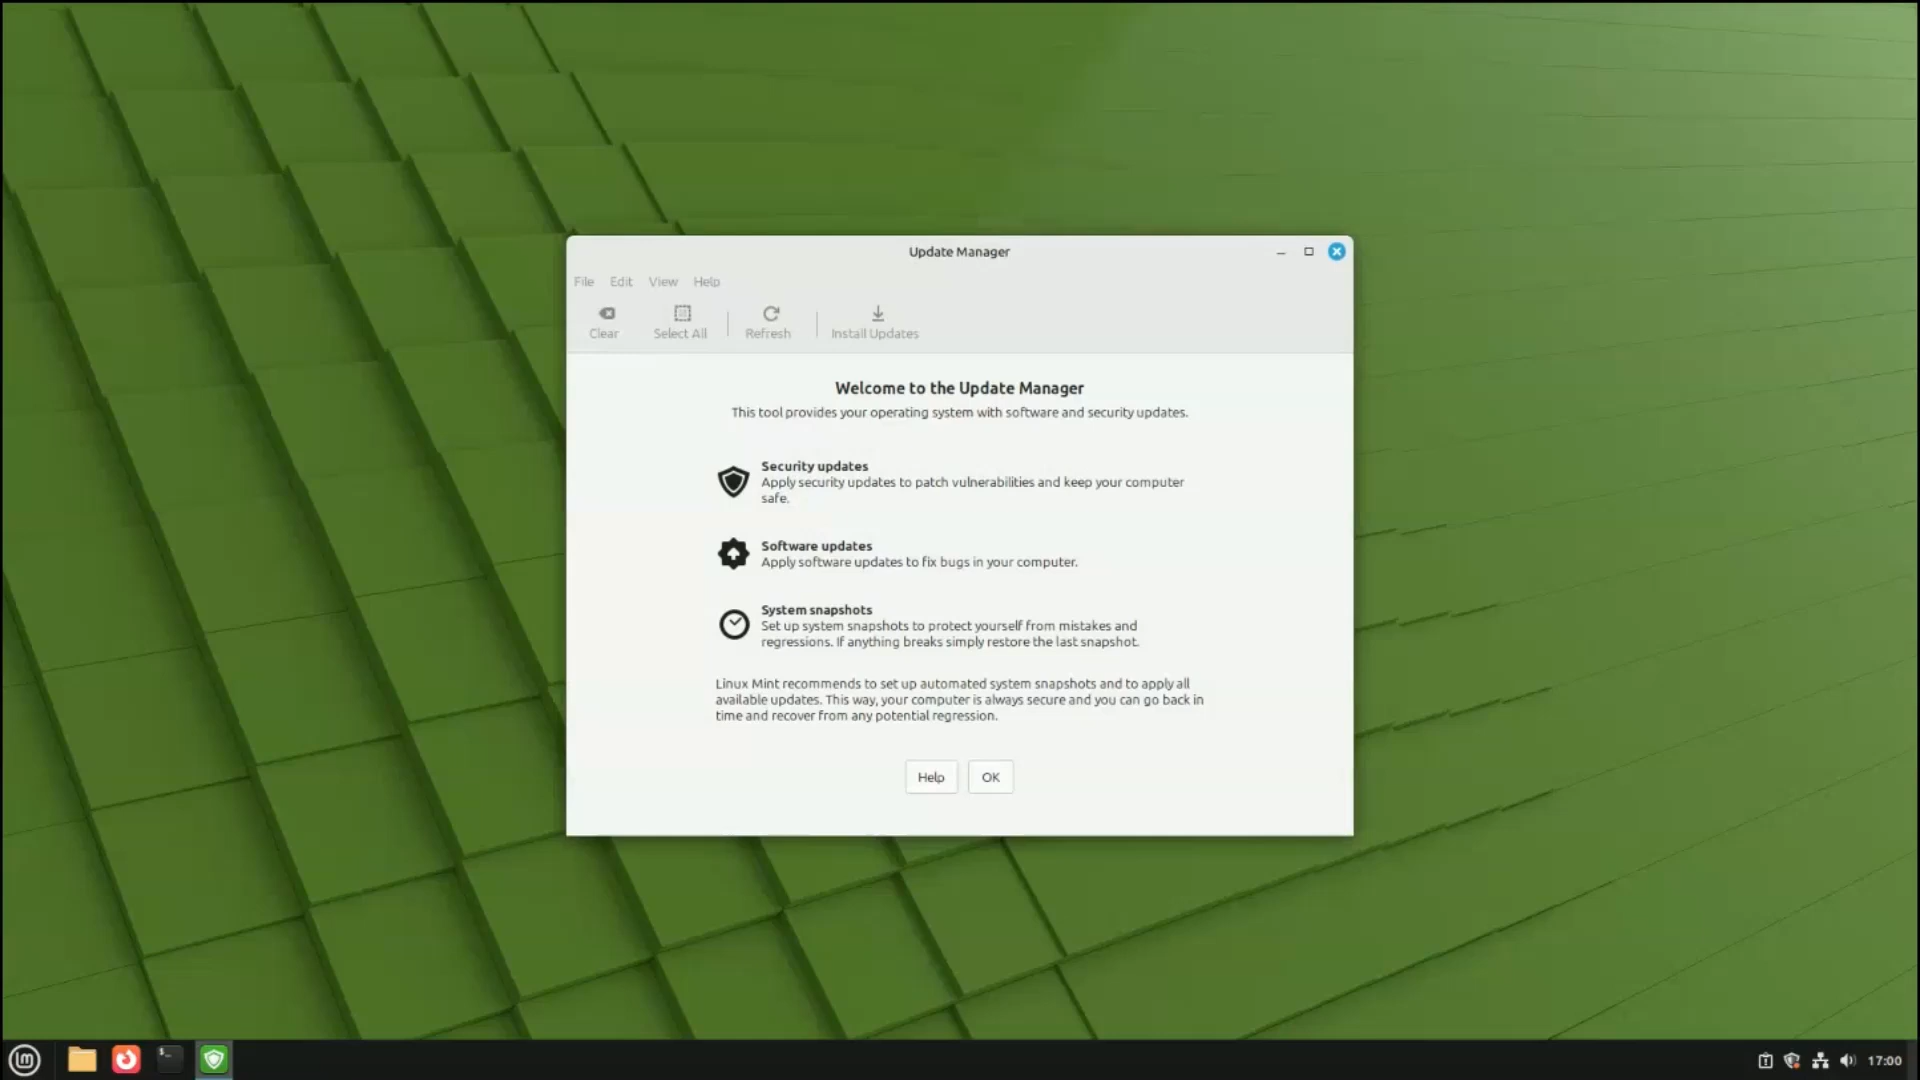 Update Manager
File Edit View Help
Clear Select All Refresh Install Updates
Welcome to the Update Manager
This tool provides your operating system with software and security updates.
Security updates
Apply security updates to patch vulnerabilities and keep your computer
safe.
Software updates
Apply software updates to fix bugs in your computer.
System snapshots
Set up system snapshots to protect yourself from mistakes and
regressions. If anything breaks simply restore the last snapshot.
Linux Mint recommends to set up automated system snapshots and to apply all
available updates. This way, your computer is always secure and you can go back in
time and recover from any potential regression.
Help OK
17:00